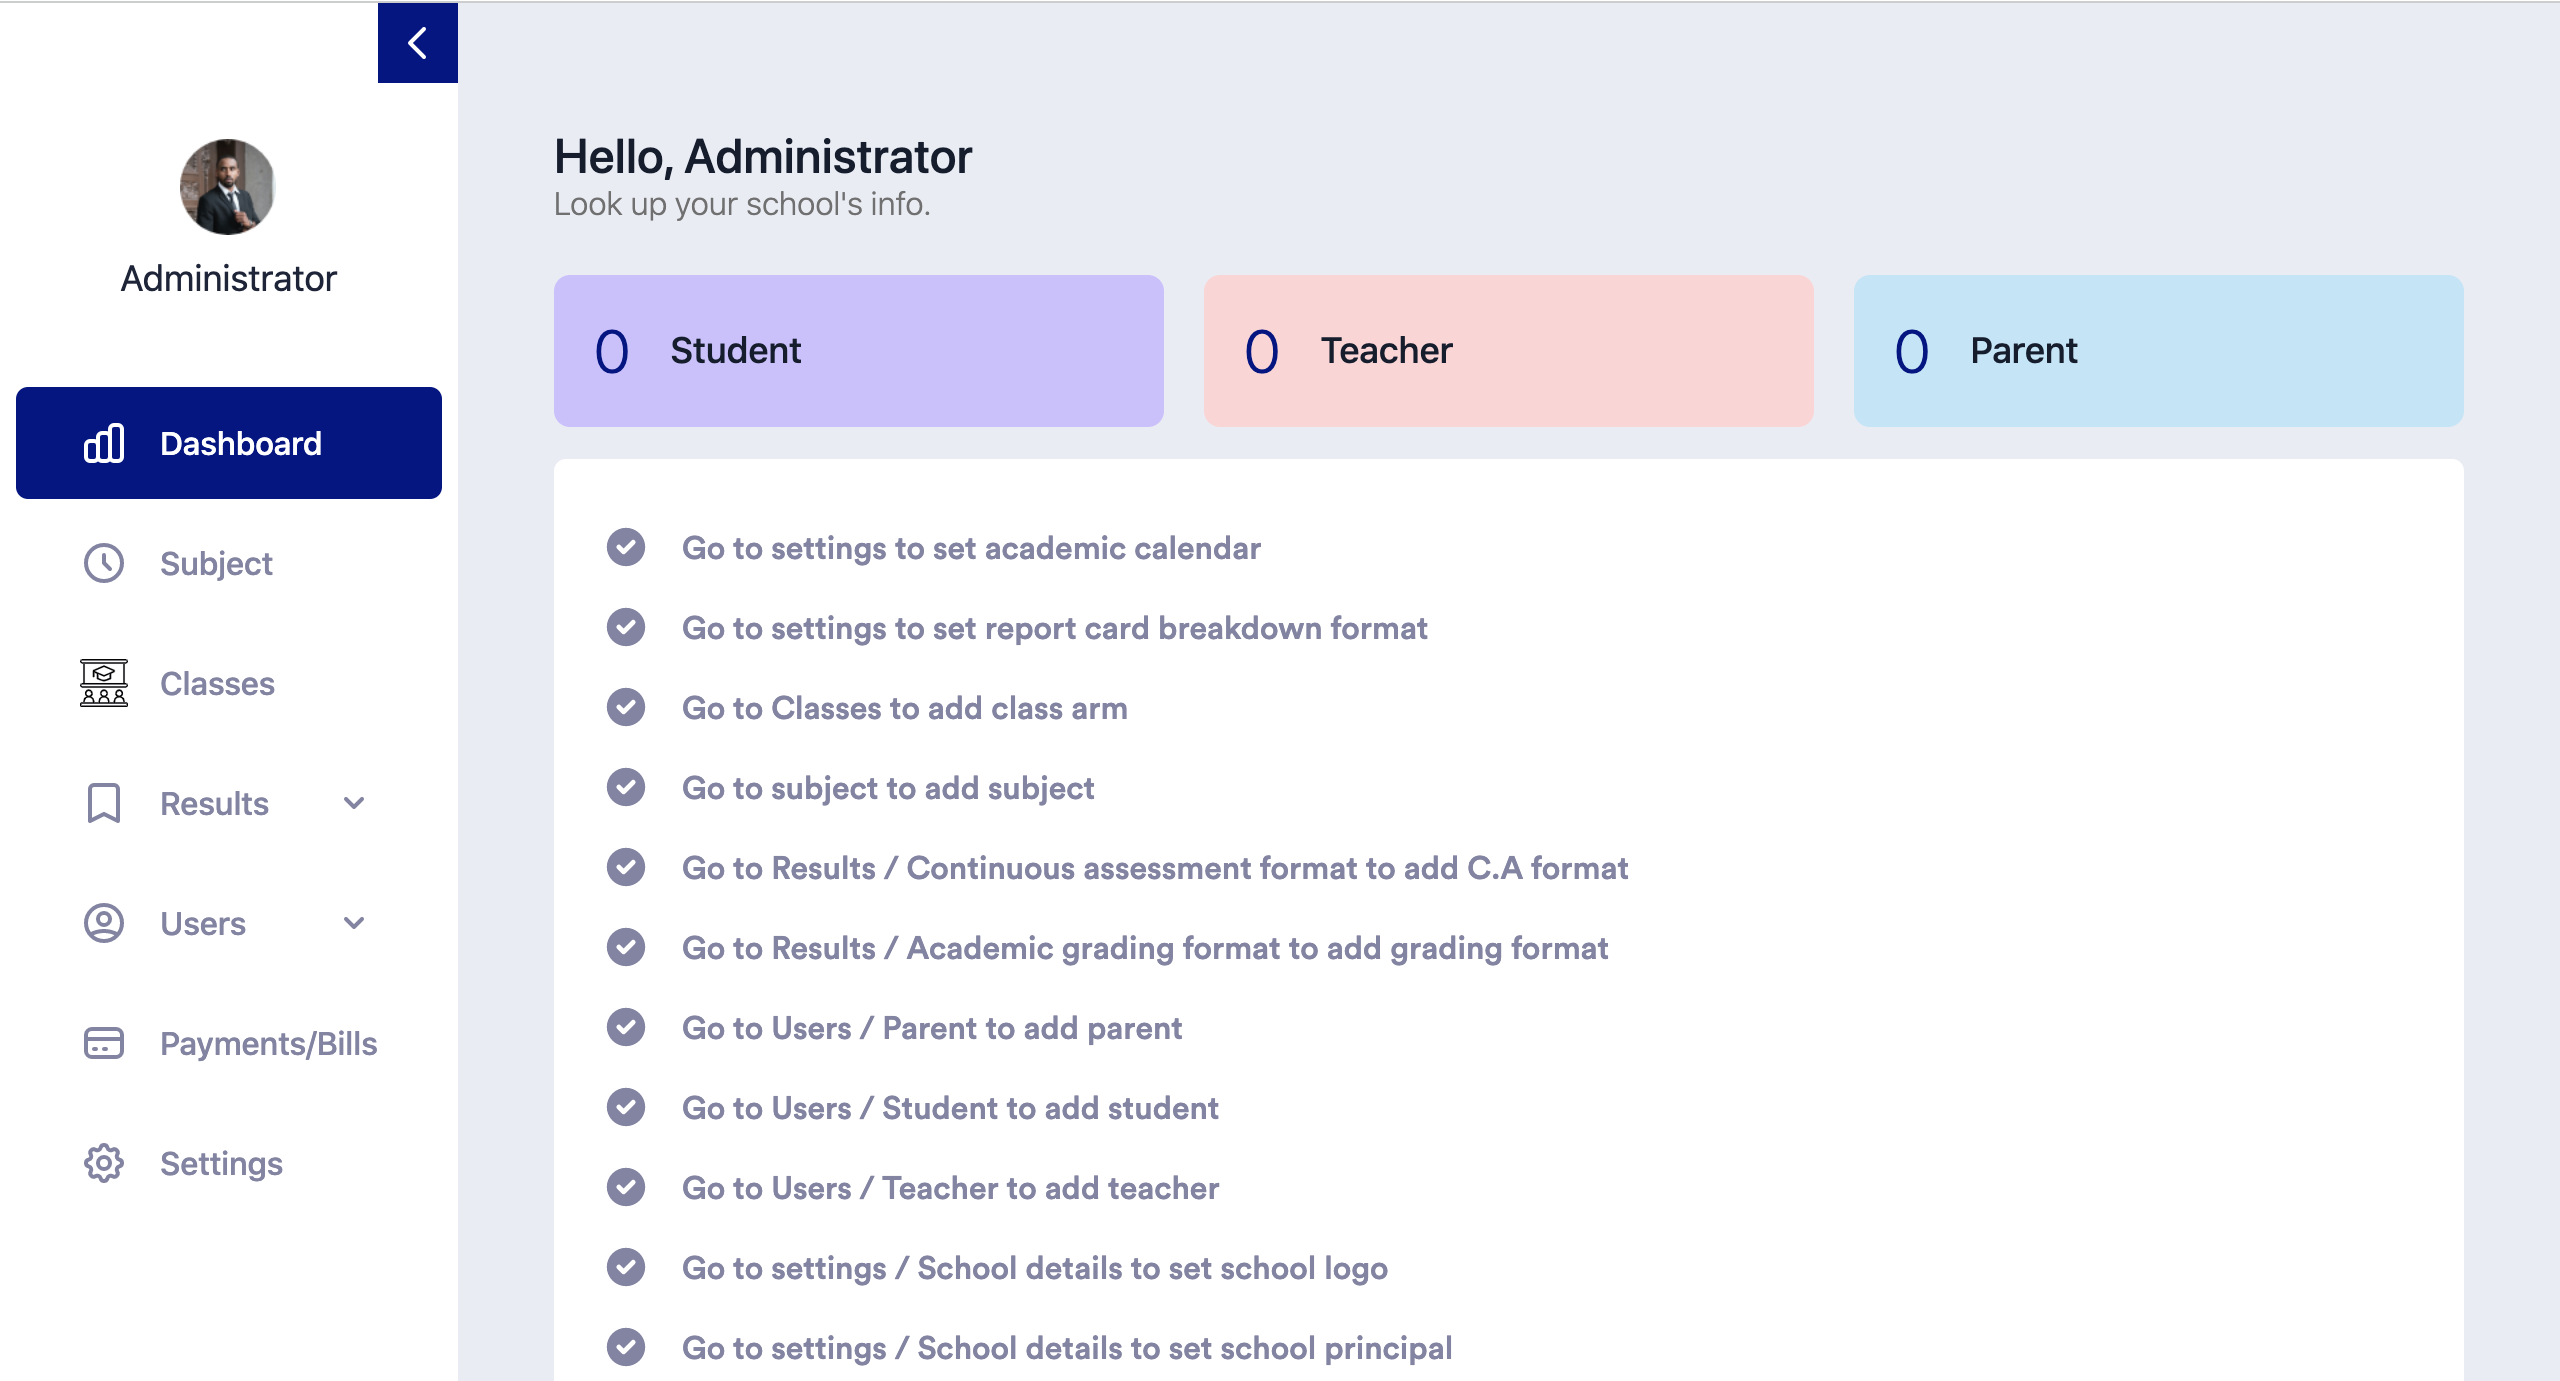 Administrator
Dashboard
Subject
Classes
Results
Users
Payments/Bills
Settings
Hello, Administrator
Look up your school's info.
0 Student
0 Teacher
0 Parent
Go to settings to set academic calendar
Go to settings to set report card breakdown format
Go to Classes to add class arm
Go to subject to add subject
Go to Results / Continuous assessment format to add C.A format
Go to Results / Academic grading format to add grading format
Go to Users / Parent to add parent
Go to Users / Student to add student
Go to Users / Teacher to add teacher
Go to settings / School details to set school logo
Go to settings / School details to set school principal